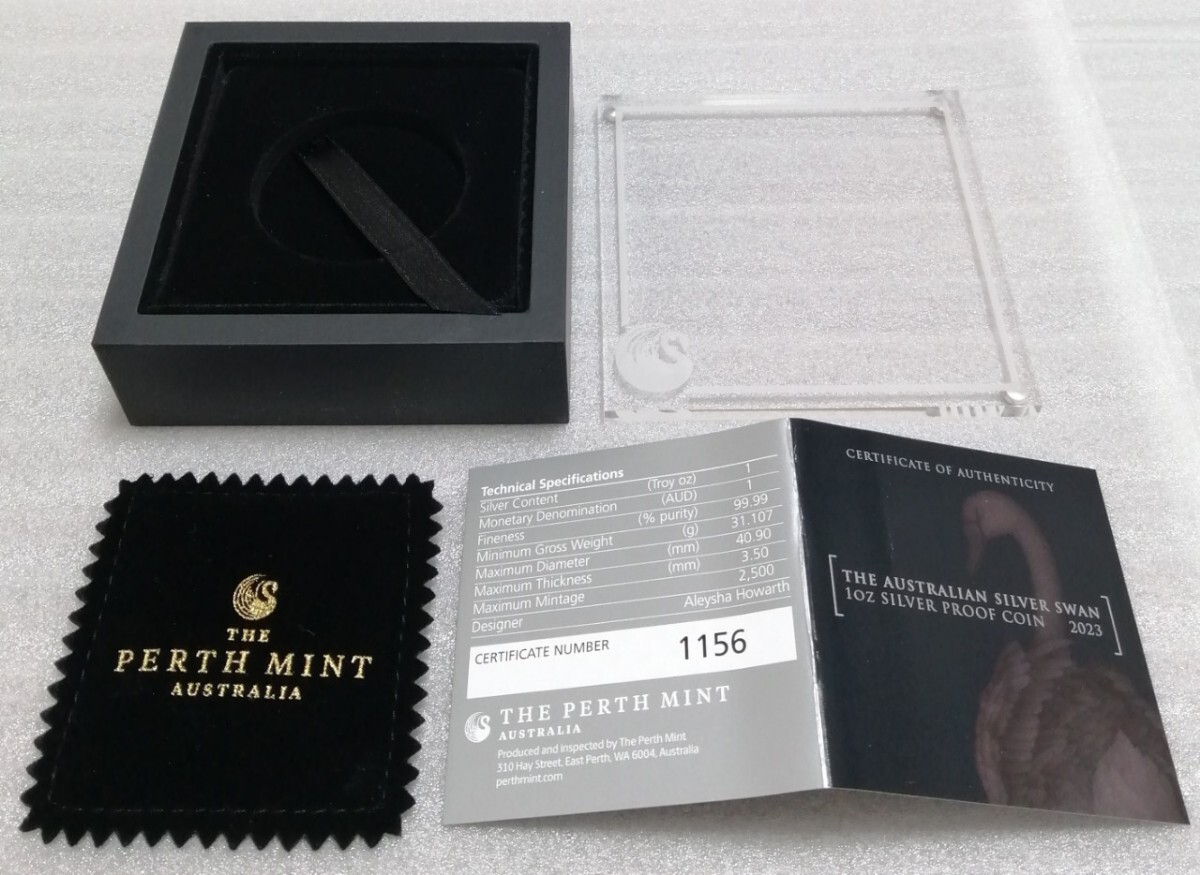 THE
PERTH MINT
AUSTRALIA
Technical Specifications
Silver Content (Troy oz) 1
Monetary Denomination (AUD) 1
Fineness (% purity) 99.99
Minimum Gross Weight (g) 31.107
Maximum Diameter (mm) 40.90
Maximum Thickness (mm) 3.50
Maximum Mintage 2,500
Designer Aleysha Howarth
CERTIFICATE NUMBER 1156
THE PERTH MINT
AUSTRALIA
Produced and inspected by The Perth Mint
310 Hay Street, East Perth, WA 6004, Australia
perthmint.com
CERTIFICATE OF AUTHENTICITY
THE AUSTRALIAN SILVER SWAN
1OZ SILVER PROOF COIN 2023